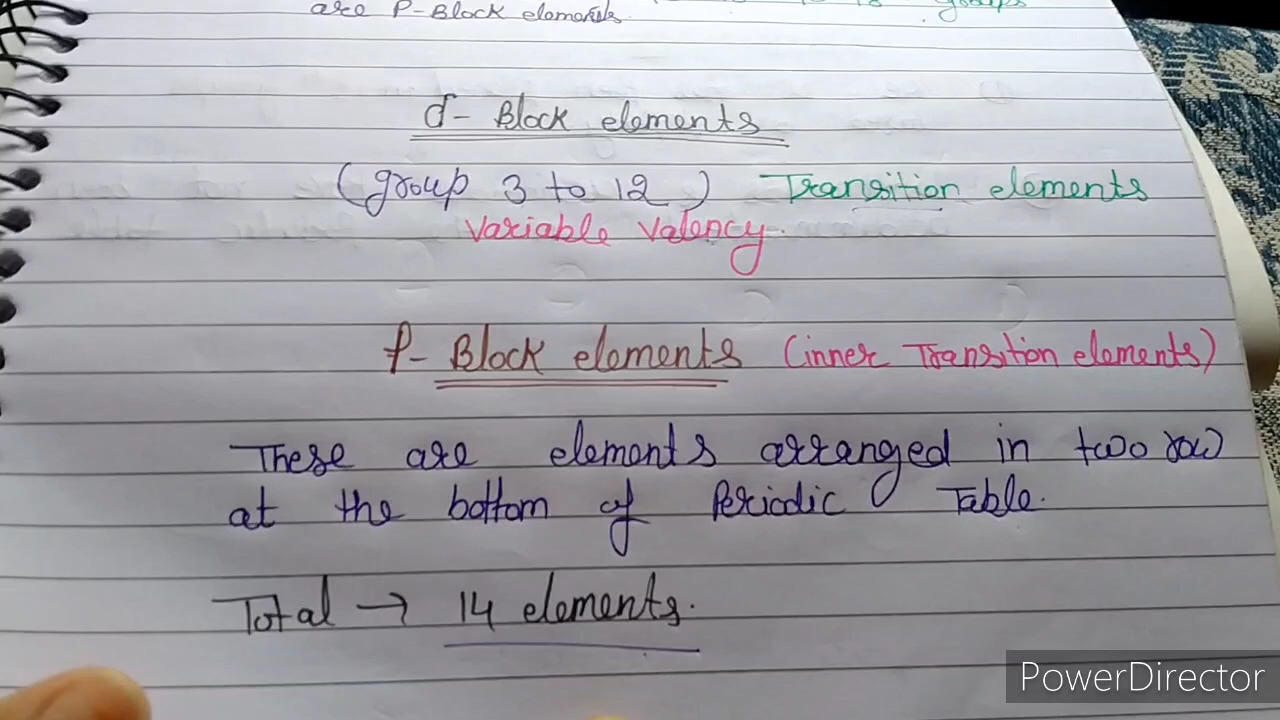 are P-Block elements. groups
d- Block elements
(group 3 to 12) Transition elements
variable valency.
f- Block elements (inner Transition elements)
These are elements arranged in two row
at the bottom of Periodic Table.
Total → 14 elements.
PowerDirector